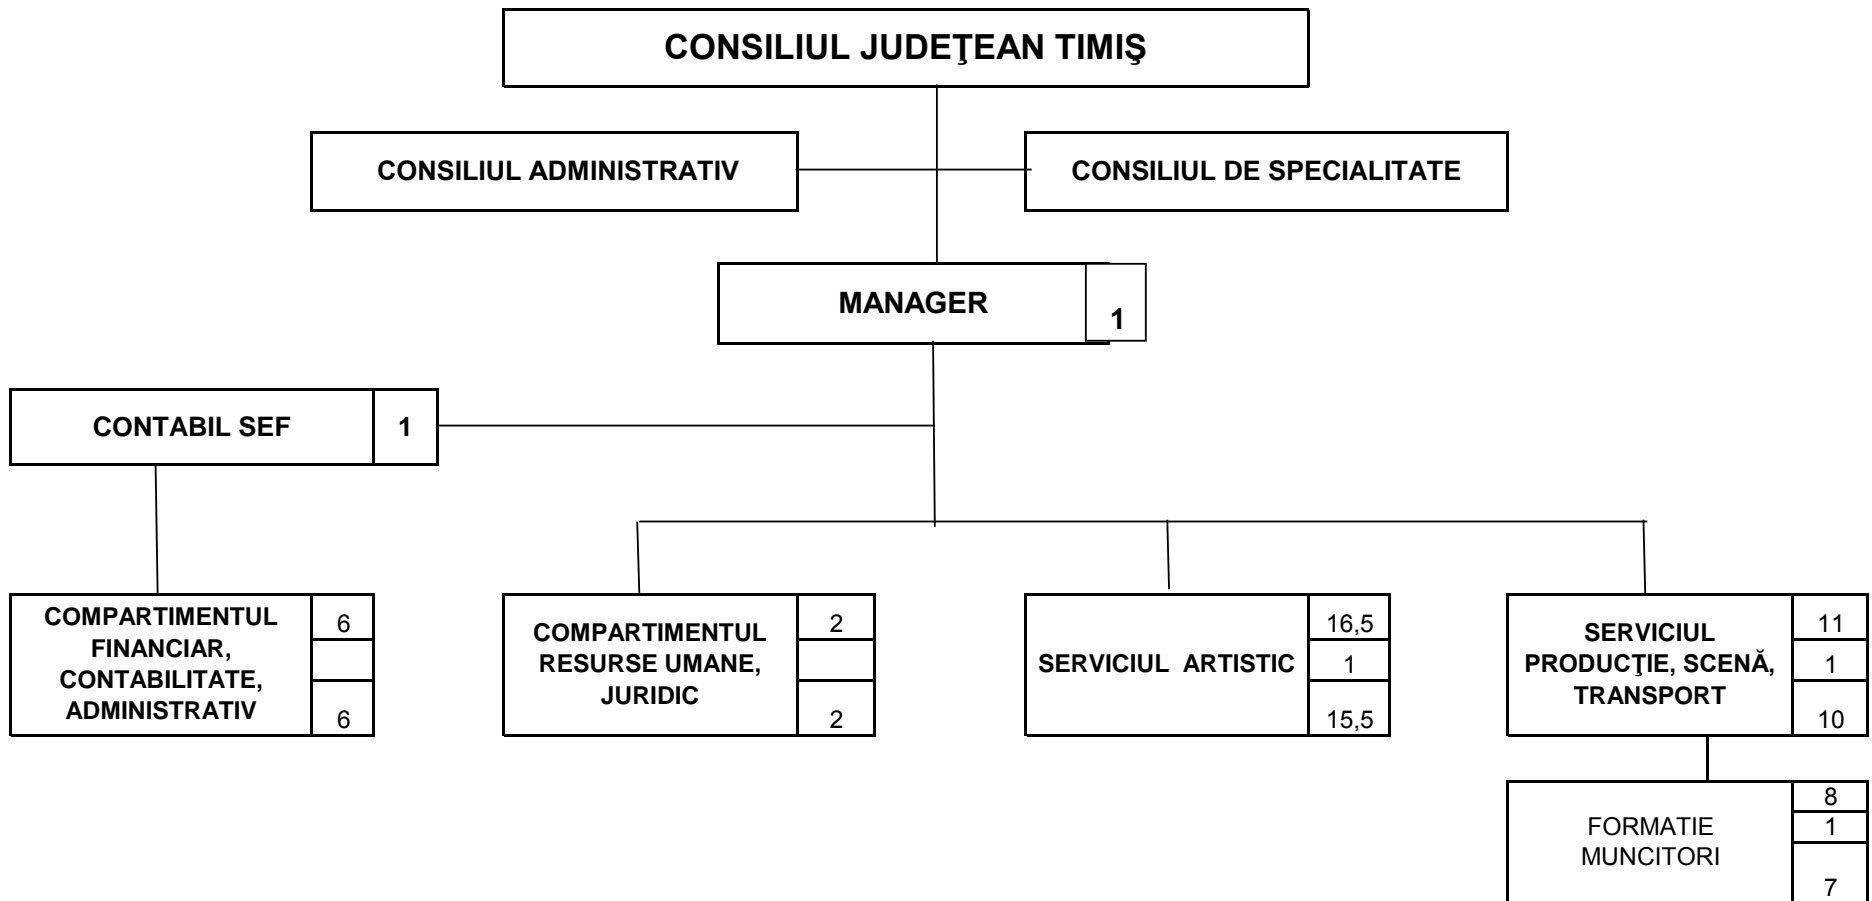 CONSILIUL JUDEŢEAN TIMIŞ
CONSILIUL ADMINISTRATIV
CONSILIUL DE SPECIALITATE
MANAGER
1
CONTABIL SEF
1
COMPARTIMENTUL
FINANCIAR,
CONTABILITATE,
ADMINISTRATIV
6
6
COMPARTIMENTUL
RESURSE UMANE,
JURIDIC
2
2
SERVICIUL ARTISTIC
16,5
1
15,5
SERVICIUL
PRODUCŢIE, SCENĂ,
TRANSPORT
11
1
10
FORMATIE
MUNCITORI
8
1
7